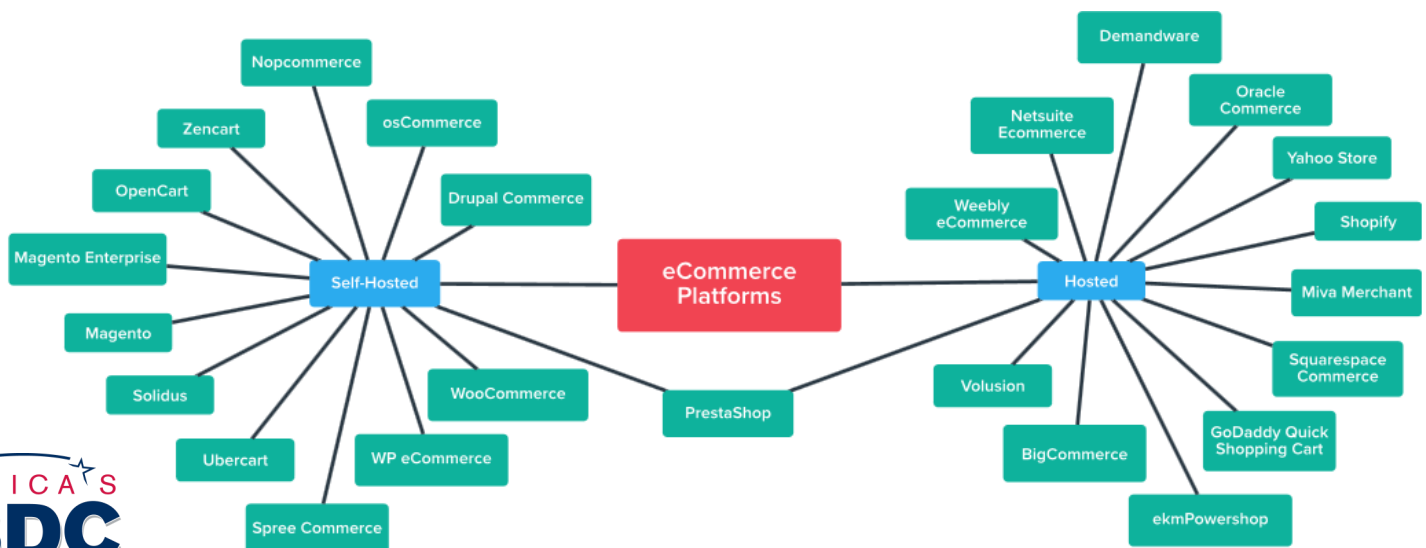 Nopcommerce
osCommerce
Zencart
Drupal Commerce
OpenCart
Magento Enterprise
Self-Hosted
Magento
Solidus
WooCommerce
Ubercart
WP eCommerce
Spree Commerce
eCommerce
Platforms
PrestaShop
Demandware
Oracle
Commerce
Netsuite
Ecommerce
Yahoo Store
Weebly
eCommerce
Shopify
Hosted
Miva Merchant
Squarespace
Commerce
Volusion
GoDaddy Quick
Shopping Cart
BigCommerce
ekmPowershop
ICA'S
DC